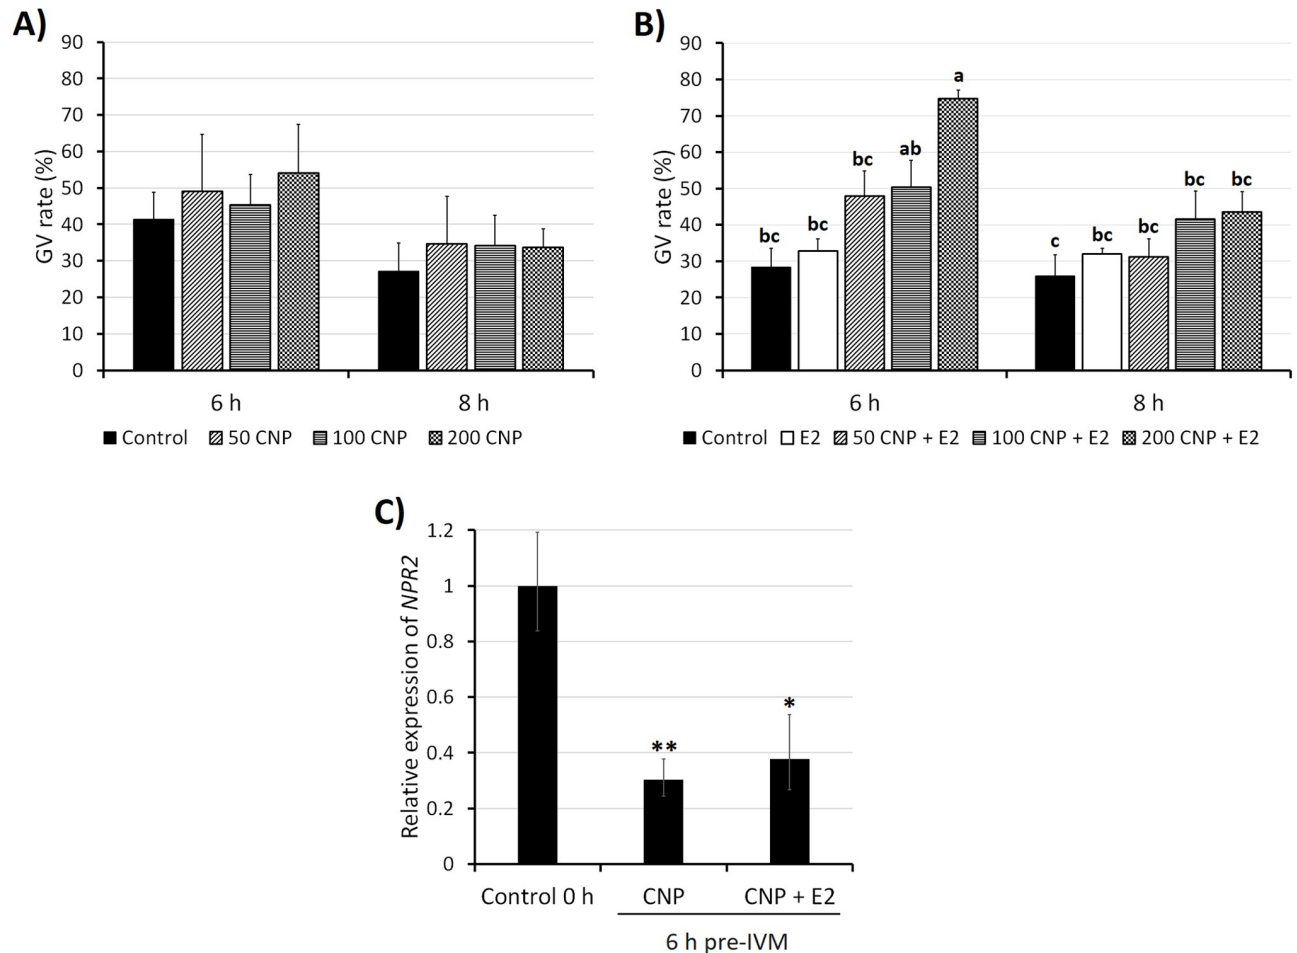 A)
90
80
70
60
50
40
30
20
10
0
GV rate (%)
6 h
8 h
Control
50 CNP
100 CNP
200 CNP
B)
90
80
70
60
50
40
30
20
10
0
GV rate (%)
bc
bc
bc
ab
a
c
bc
bc
bc
bc
6 h
8 h
Control
E2
50 CNP + E2
100 CNP + E2
200 CNP + E2
C)
1.2
1
0.8
0.6
0.4
0.2
0
Relative expression of NPR2
**
*
Control 0 h
CNP
CNP + E2
6 h pre-IVM